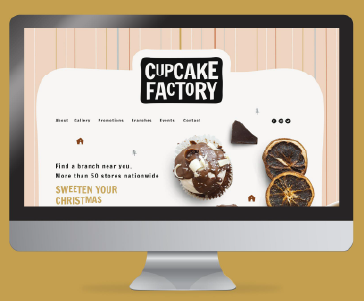 CUPCAKE
FACTORY
About Gallery Promotions Branches Events Contact
Find a branch near you.
More than 50 stores nationwide
SWEETEN YOUR
CHRISTMAS